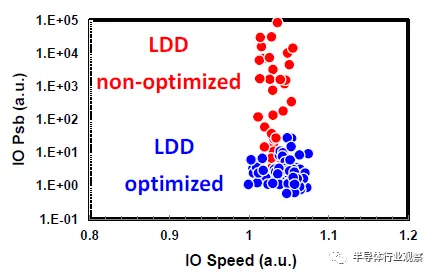 1.E+05
1.E+04
1.E+03
1.E+02
1.E+01
1.E+00
1.E-01
IO Psb (a.u.)
LDD
non-optimized
LDD
optimized
0.8
0.9
1
1.1
1.2
IO Speed (a.u.)
半导体行业观察